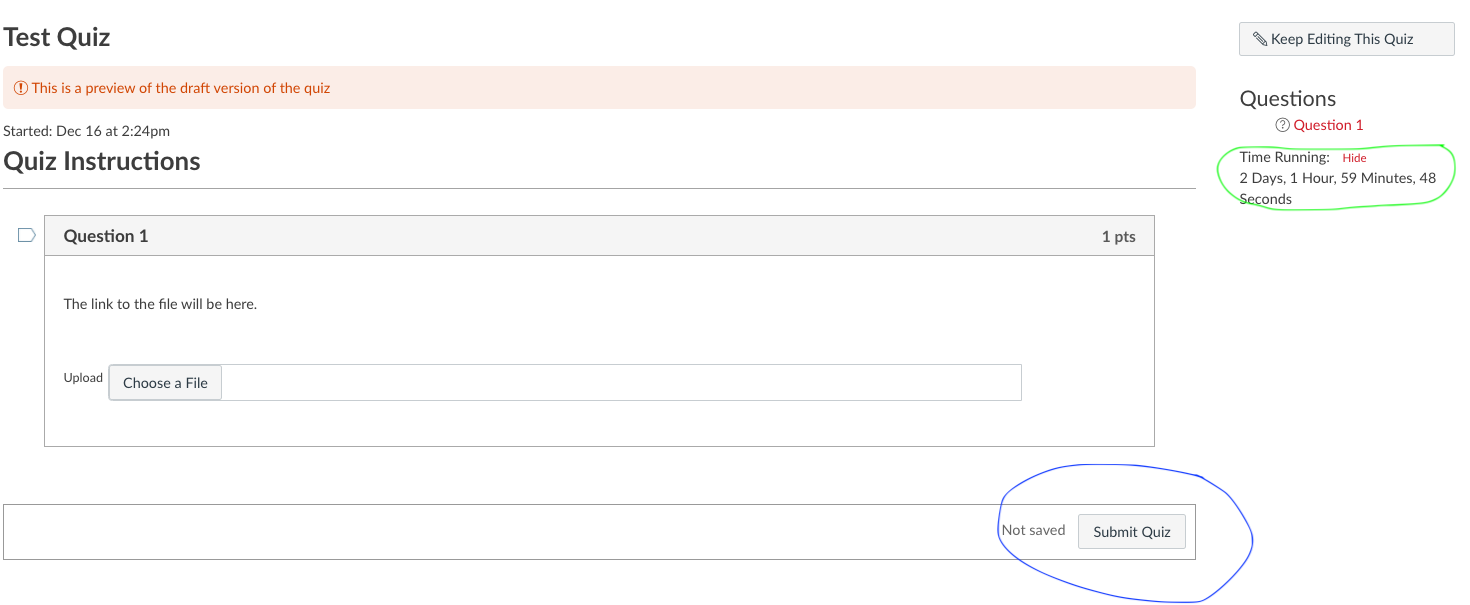 Test Quiz
This is a preview of the draft version of the quiz
Started: Dec 16 at 2:24pm
Quiz Instructions
Question 1
1 pts
The link to the file will be here.
Upload
Choose a File
Not saved
Submit Quiz
Keep Editing This Quiz
Questions
Question 1
Time Running: Hide
2 Days, 1 Hour, 59 Minutes, 48
Seconds